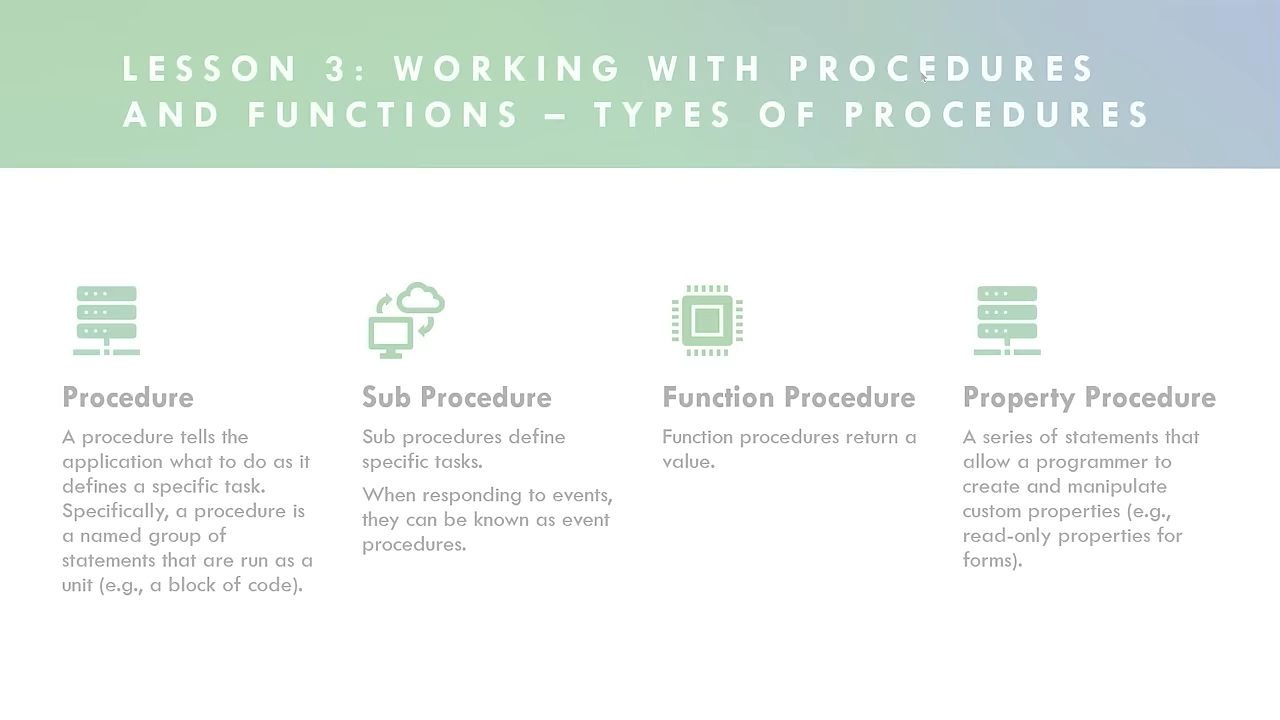 LESSON 3: WORKING WITH PROCEDURES
AND FUNCTIONS – TYPES OF PROCEDURES
Procedure
A procedure tells the
application what to do as it
defines a specific task.
Specifically, a procedure is
a named group of
statements that are run as a
unit (e.g., a block of code).
Sub Procedure
Sub procedures define
specific tasks.
When responding to events,
they can be known as event
procedures.
Function Procedure
Function procedures return a
value.
Property Procedure
A series of statements that
allow a programmer to
create and manipulate
custom properties (e.g.,
read-only properties for
forms).